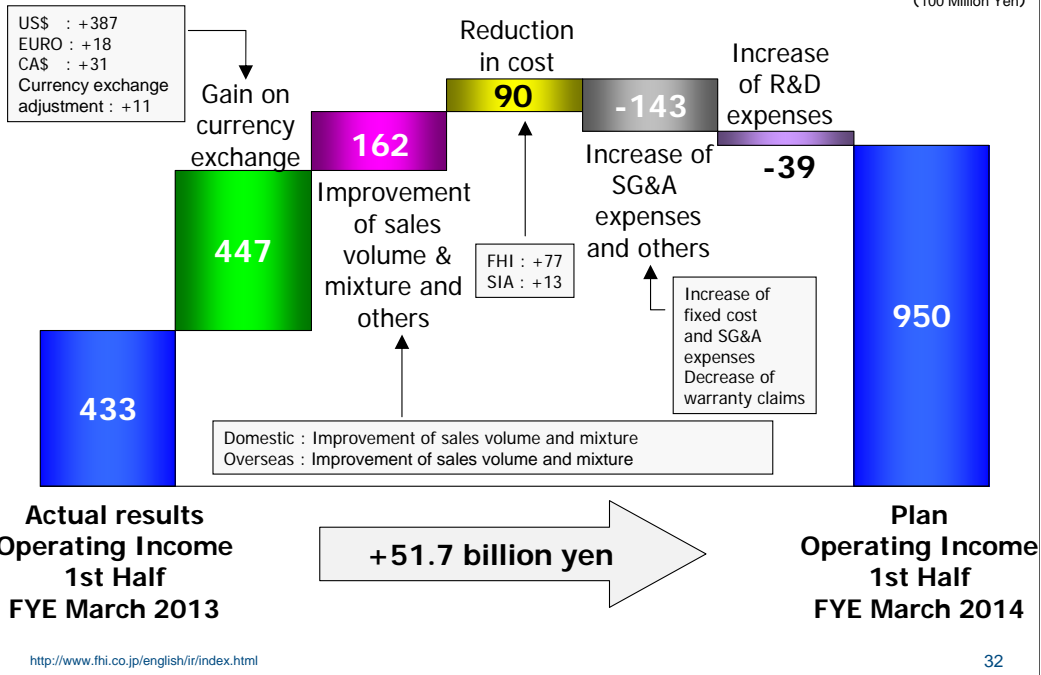 (100 Million Yen)
US$ : +387
EURO : +18
CA$ : +31
Currency exchange
adjustment : +11
Gain on
currency
exchange
447
433
162
Improvement
of sales
volume &
mixture and
others
Reduction
in cost
90
FHI : +77
SIA : +13
-143
Increase of
SG&A
expenses
and others
Increase of
fixed cost
and SG&A
expenses
Decrease of
warranty claims
Increase
of R&D
expenses
-39
950
Domestic : Improvement of sales volume and mixture
Overseas : Improvement of sales volume and mixture
Actual results
Operating Income
1st Half
FYE March 2013
+51.7 billion yen
Plan
Operating Income
1st Half
FYE March 2014
http://www.fhi.co.jp/english/ir/index.html
32